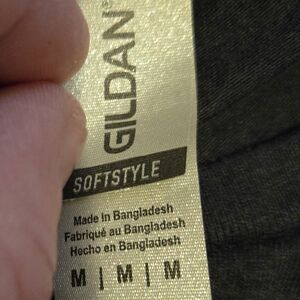 GILDAN®
SOFTSTYLE
Made in Bangladesh
Fabriqué au Bangladesh
Hecho en Bangladesh
M | M | M